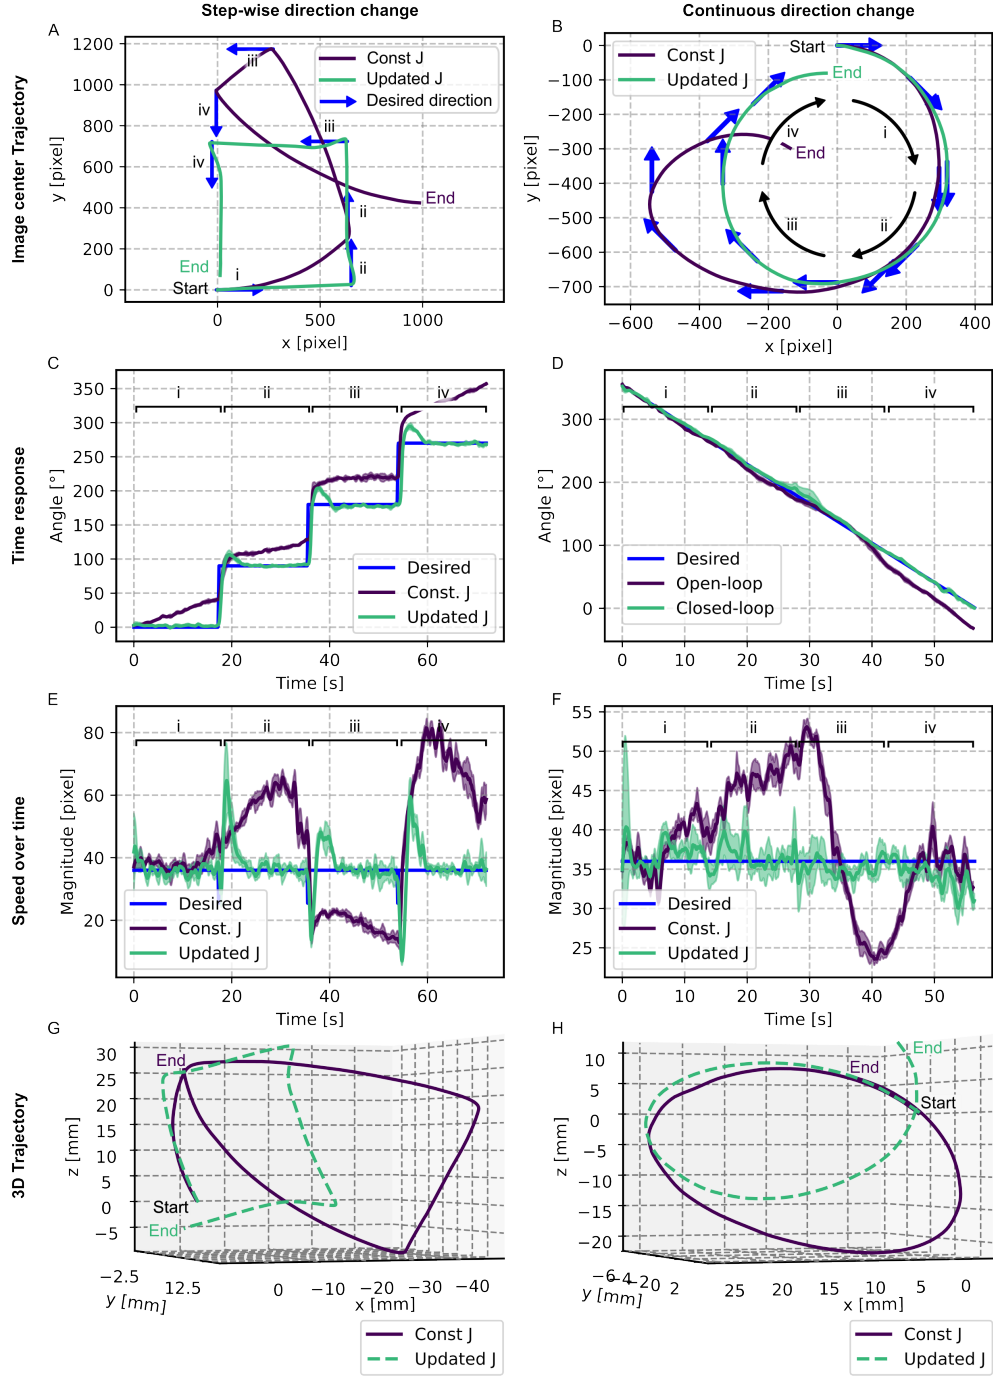 Step-wise direction change
Continuous direction change
Image center Trajectory
A
y [pixel]
1200
1000
800
600
400
200
0
0
500
1000
x [pixel]
Const J
Updated J
Desired direction
iii
iv
iii
iv
ii
ii
i
End
End
Start
B
y [pixel]
0
−100
−200
−300
−400
−500
−600
−700
−600
−400
−200
0
200
400
x [pixel]
Const J
Updated J
Start
End
End
i
ii
iii
iv
Time response
C
Angle [°]
350
300
250
200
150
100
50
0
0
20
40
60
Time [s]
i
ii
iii
iv
Desired
Const. J
Updated J
D
Angle [°]
300
200
100
0
0
10
20
30
40
50
Time [s]
i
ii
iii
iv
Desired
Open-loop
Closed-loop
Speed over time
E
Magnitude [pixel]
80
60
40
20
0
20
40
60
Time [s]
i
ii
iii
iv
Desired
Const. J
Updated J
F
Magnitude [pixel]
55
50
45
40
35
30
25
0
10
20
30
40
50
Time [s]
i
ii
iii
iv
Desired
Const. J
Updated J
3D Trajectory
G
z [mm]
30
25
20
15
10
5
0
−5
End
Start
End
−2.5
12.5
y [mm]
0
−10
−20
−30
−40
x [mm]
Const J
Updated J
H
z [mm]
10
5
0
−5
−10
−15
−20
End
End
Start
−6
−4
−2
0
2
y [mm]
25
20
15
10
5
0
x [mm]
Const J
Updated J